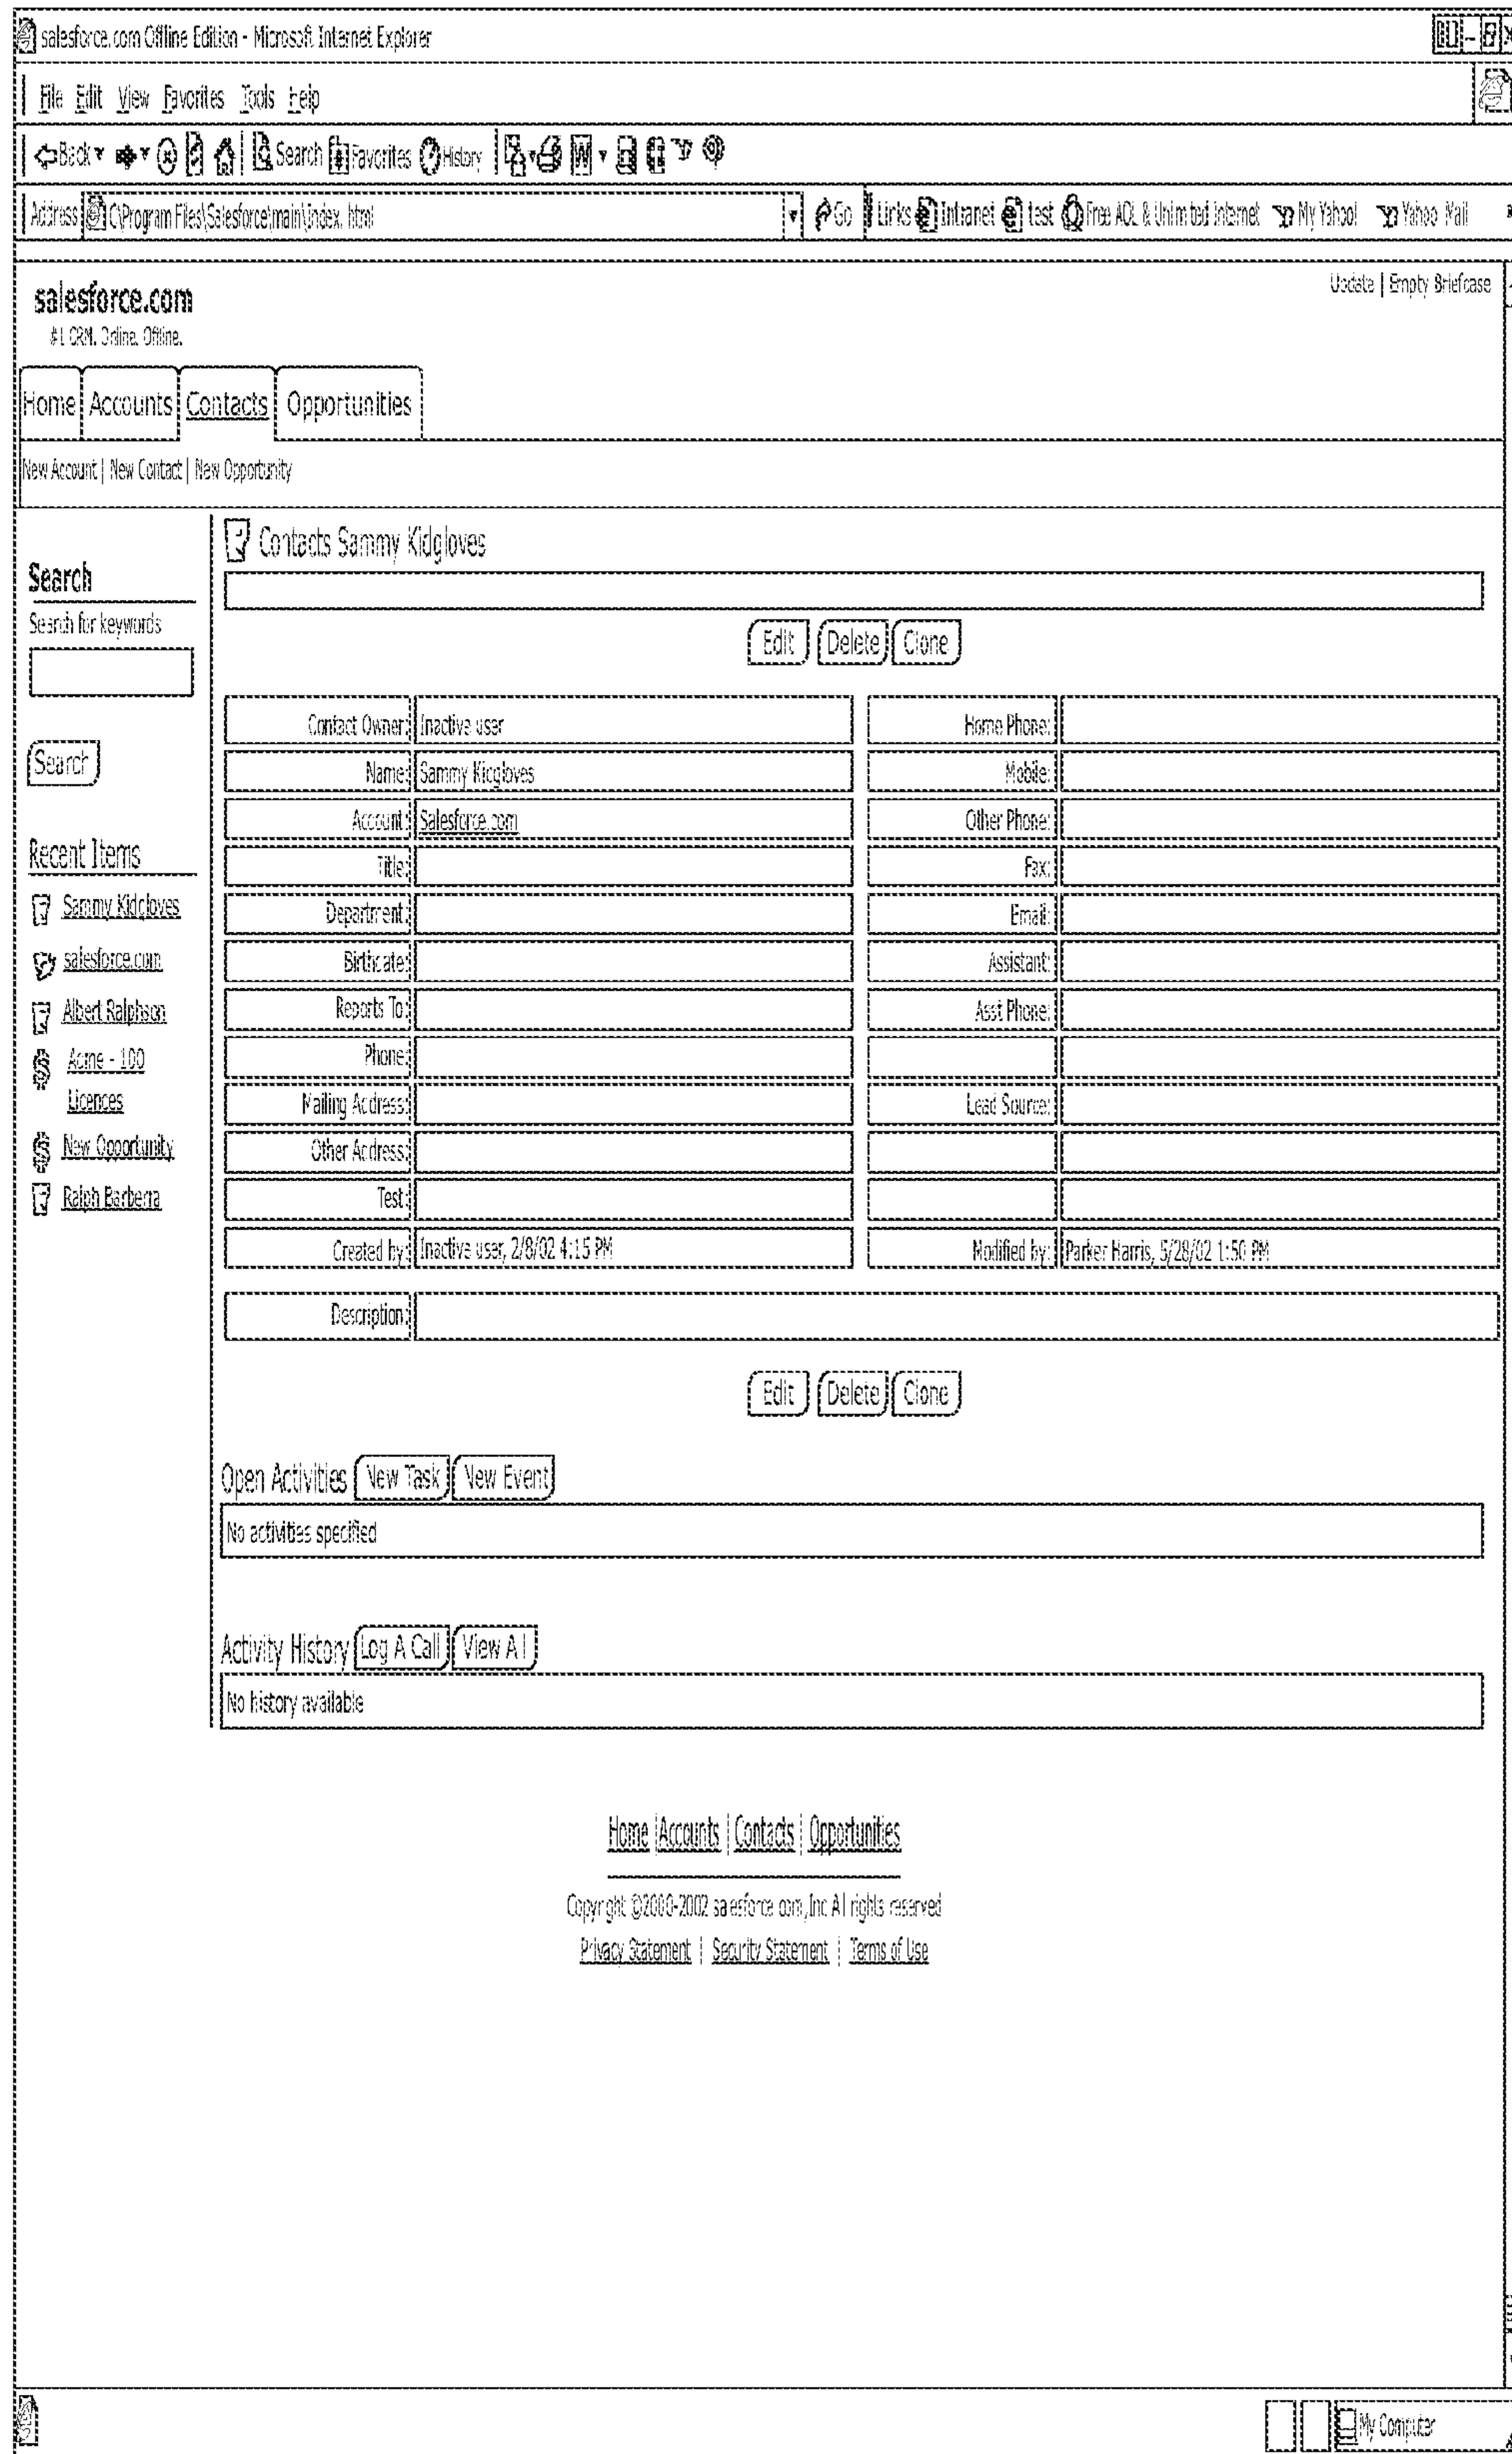 salesforce.com Offline Edition - Microsoft Internet Explorer
File Edit View Favorites Tools Help
Back Search Favorites History
Address C:\Program Files\Salesforce\main\index.html Go Links Intranet test Free AOL & Unlimited Internet My Yahoo! Yahoo Mail
Update | Empty Briefcase
salesforce.com
#1 CRM. Online. Offline.
Home Accounts Contacts Opportunities
New Account | New Contact | New Opportunity
Contacts Sammy Kidgloves
Search
Search for keywords
Edit Delete Clone
Search
Contact Owner: Inactive user Home Phone:
Name: Sammy Kidgloves Mobile:
Account: Salesforce.com Other Phone:
Title: Fax:
Department: Email:
Birthdate: Assistant:
Reports To: Asst Phone:
Phone:
Mailing Address: Lead Source:
Other Address:
Test:
Created by: Inactive user, 2/8/02 4:15 PM Modified by: Parker Harris, 5/28/02 1:50 PM
Description:
Recent Items
Sammy Kidgloves
salesforce.com
Albert Ralphson
Acme - 100
Licences
New Opportunity
Ralph Barberra
Edit Delete Clone
Open Activities New Task New Event
No activities specified
Activity History Log A Call View All
No history available
Home | Accounts | Contacts | Opportunities
Copyright ©2000-2002 salesforce.com, Inc All rights reserved
Privacy Statement | Security Statement | Terms of Use
My Computer